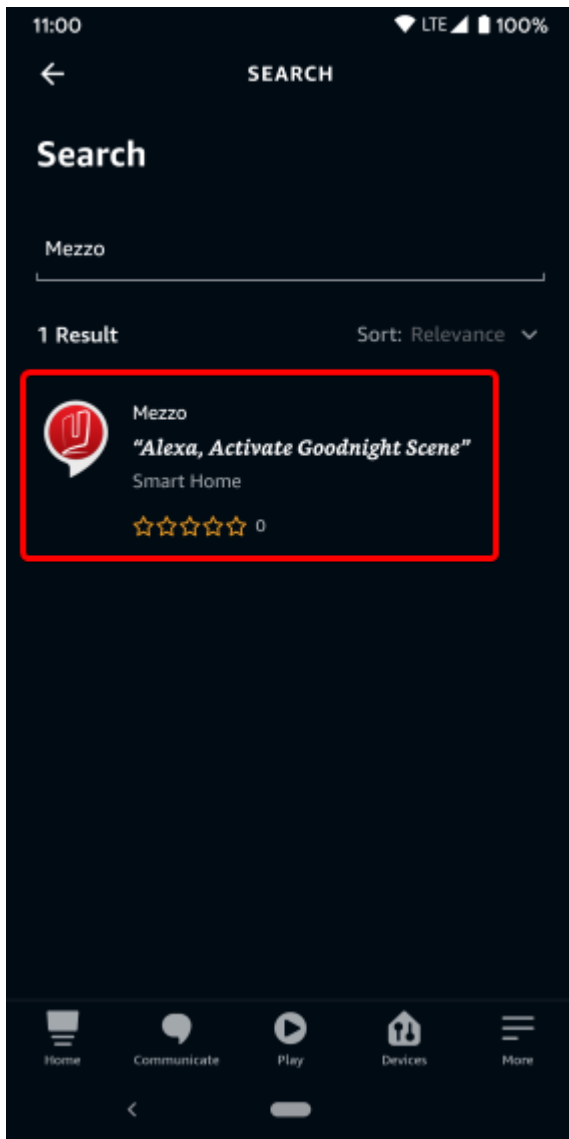 11:00 LTE 100%
SEARCH
Search
Mezzo
1 Result Sort: Relevance
Mezzo
“Alexa, Activate Goodnight Scene”
Smart Home
0
Home Communicate Play Devices More